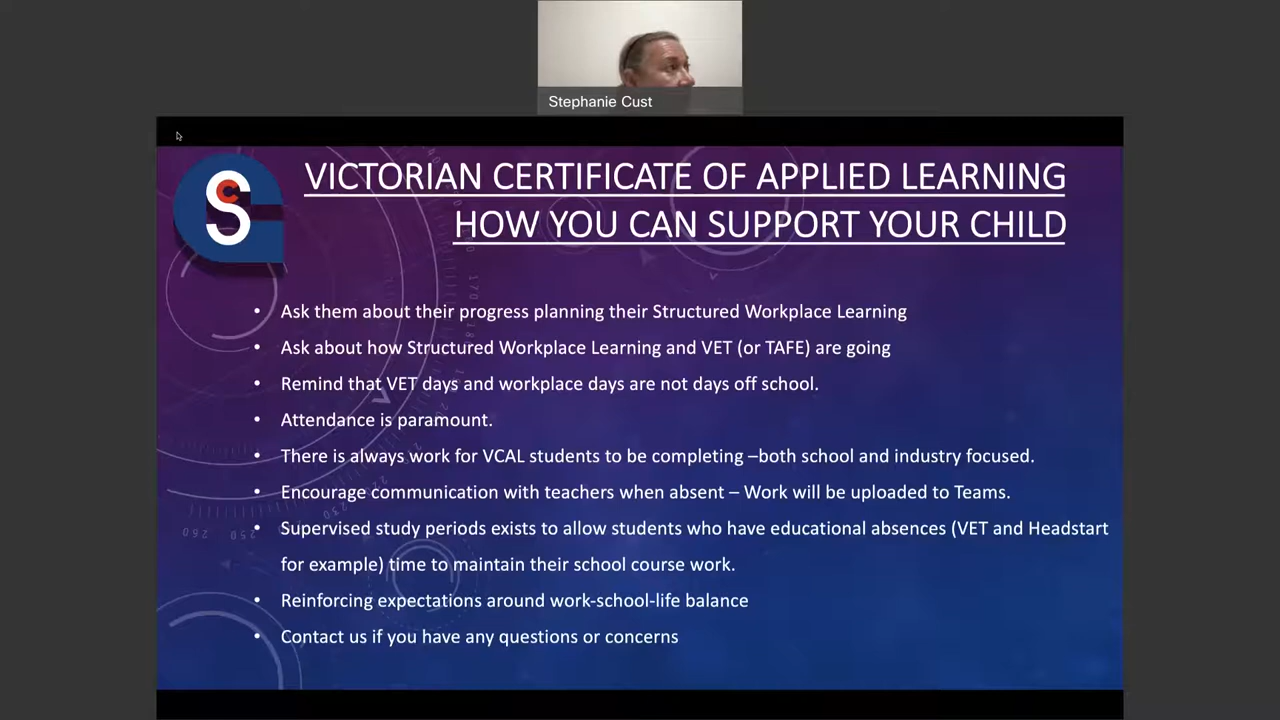 Stephanie Cust
SC
VICTORIAN CERTIFICATE OF APPLIED LEARNING
HOW YOU CAN SUPPORT YOUR CHILD
• Ask them about their progress planning their Structured Workplace Learning
• Ask about how Structured Workplace Learning and VET (or TAFE) are going
• Remind that VET days and workplace days are not days off school.
• Attendance is paramount.
• There is always work for VCAL students to be completing –both school and industry focused.
• Encourage communication with teachers when absent – Work will be uploaded to Teams.
• Supervised study periods exists to allow students who have educational absences (VET and Headstart
for example) time to maintain their school course work.
• Reinforcing expectations around work-school-life balance
• Contact us if you have any questions or concerns
170
260
250
230